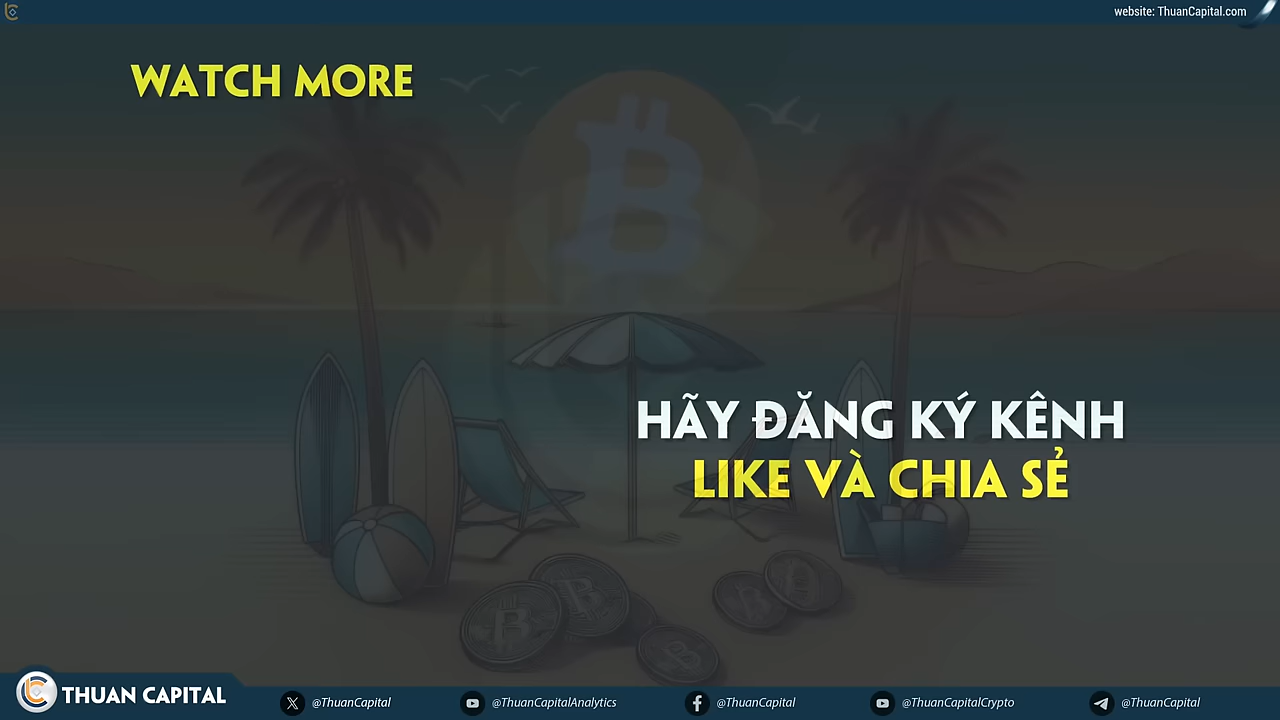 website: ThuanCapital.com
WATCH MORE
HÃY ĐĂNG KÝ KÊNH
LIKE VÀ CHIA SẺ
THUAN CAPITAL
@ThuanCapital
@ThuanCapitalAnalytics
@ThuanCapital
@ThuanCapitalCrypto
@ThuanCapital